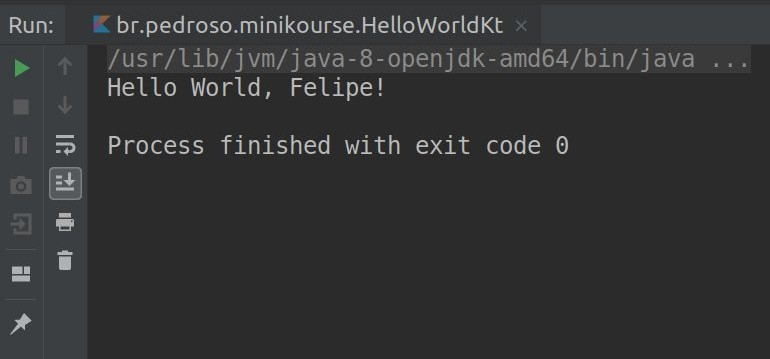 Run: br.pedroso.minikourse.HelloWorldKt ×
/usr/lib/jvm/java-8-openjdk-amd64/bin/java ...
Hello World, Felipe!
Process finished with exit code 0